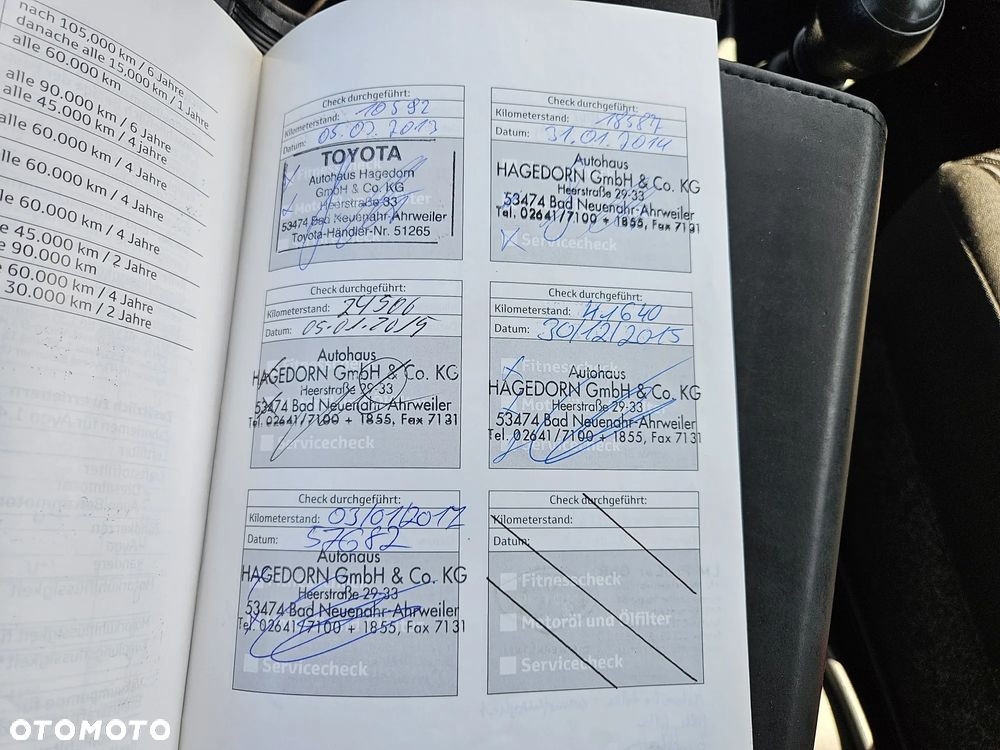 nach 105.000 km / 6 Jahre
danache alle 15.000 km / 1 Jahre
alle 60.000 km
alle 90.000 km / 6 Jahre
alle 45.000 km / 4 jahre
alle 60.000 km / 4 Jahre
alle 60.000 km / 4 Jahre
60.000 km / 4 Jahre
45.000 km / 2 Jahre
90.000 km
60.000 km / 4 Jahre
30.000 km / 2 Jahre
Check durchgeführt:
Kilometerstand: 10592
Datum: 2013
TOYOTA
Autohaus Hagedorn
GmbH & Co. KG
Heerstraße 33
53474 Bad Neuenahr-Ahrweiler
Toyota-Händler-Nr. 51265
Check durchgeführt:
Kilometerstand: 18587
Datum: 31.01.2014
Autohaus
HAGEDORN GmbH & Co. KG
Heerstraße 29-33
53474 Bad Neuenahr-Ahrweiler
Tel. 02641/7100 + 1855, Fax 7131
Servicecheck
Check durchgeführt:
Kilometerstand: 24506
Datum: 05.01.2015
Autohaus
HAGEDORN GmbH & Co. KG
Heerstraße 29-33
53474 Bad Neuenahr-Ahrweiler
Tel. 02641/7100 + 1855, Fax 7131
Servicecheck
Check durchgeführt:
Kilometerstand: 41640
Datum: 30/12/2015
Fitnesscheck
Autohaus
HAGEDORN GmbH & Co. KG
Heerstraße 29-33
53474 Bad Neuenahr-Ahrweiler
Tel. 02641/7100 + 1855, Fax 7131
Servicecheck
Check durchgeführt:
Kilometerstand: 03/01/2017
Datum: 57682
Autohaus
HAGEDORN GmbH & Co. KG
Heerstraße 29-33
53474 Bad Neuenahr-Ahrweiler
Tel. 02641/7100 + 1855, Fax 7131
Servicecheck
Check durchgeführt:
Kilometerstand:
Datum:
Fitnesscheck
Motoröl und Ölfilter
Servicecheck
OTOMOTO